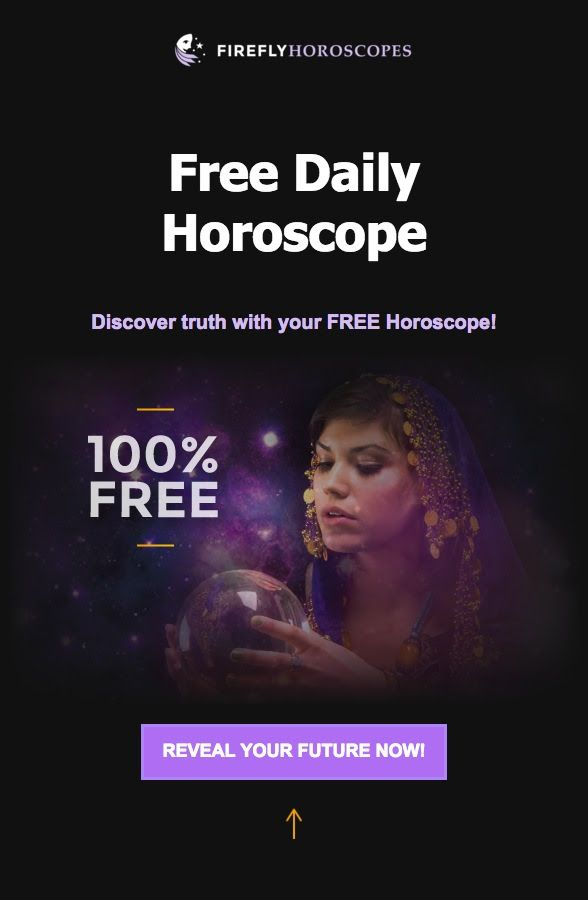 FIREFLYHOROSCOPES
Free Daily
Horoscope
Discover truth with your FREE Horoscope!
100%
FREE
REVEAL YOUR FUTURE NOW!